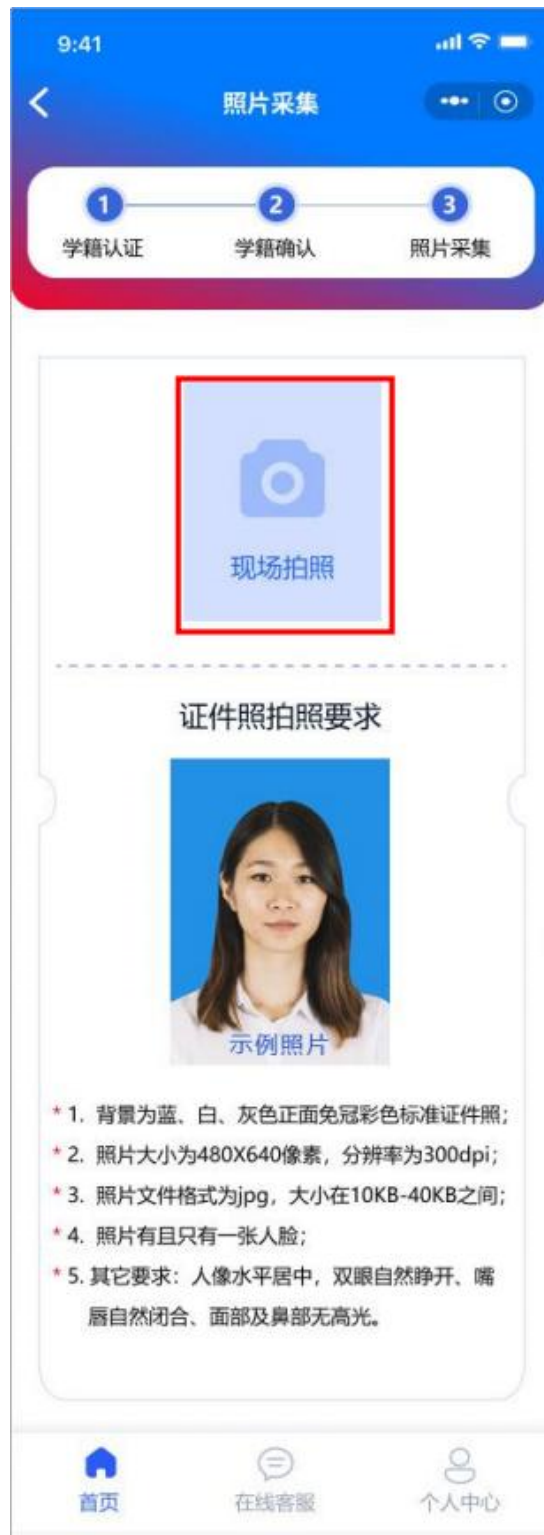 9:41
照片采集
1
2
3
学籍认证
学籍确认
照片采集
现场拍照
证件照拍照要求
示例照片
* 1. 背景为蓝、白、灰色正面免冠彩色标准证件照;
* 2. 照片大小为480X640像素，分辨率为300dpi;
* 3. 照片文件格式为jpg，大小在10KB-40KB之间;
* 4. 照片有且只有一张人脸;
* 5. 其它要求：人像水平居中，双眼自然睁开、嘴
唇自然闭合、面部及鼻部无高光。
首页
在线客服
个人中心